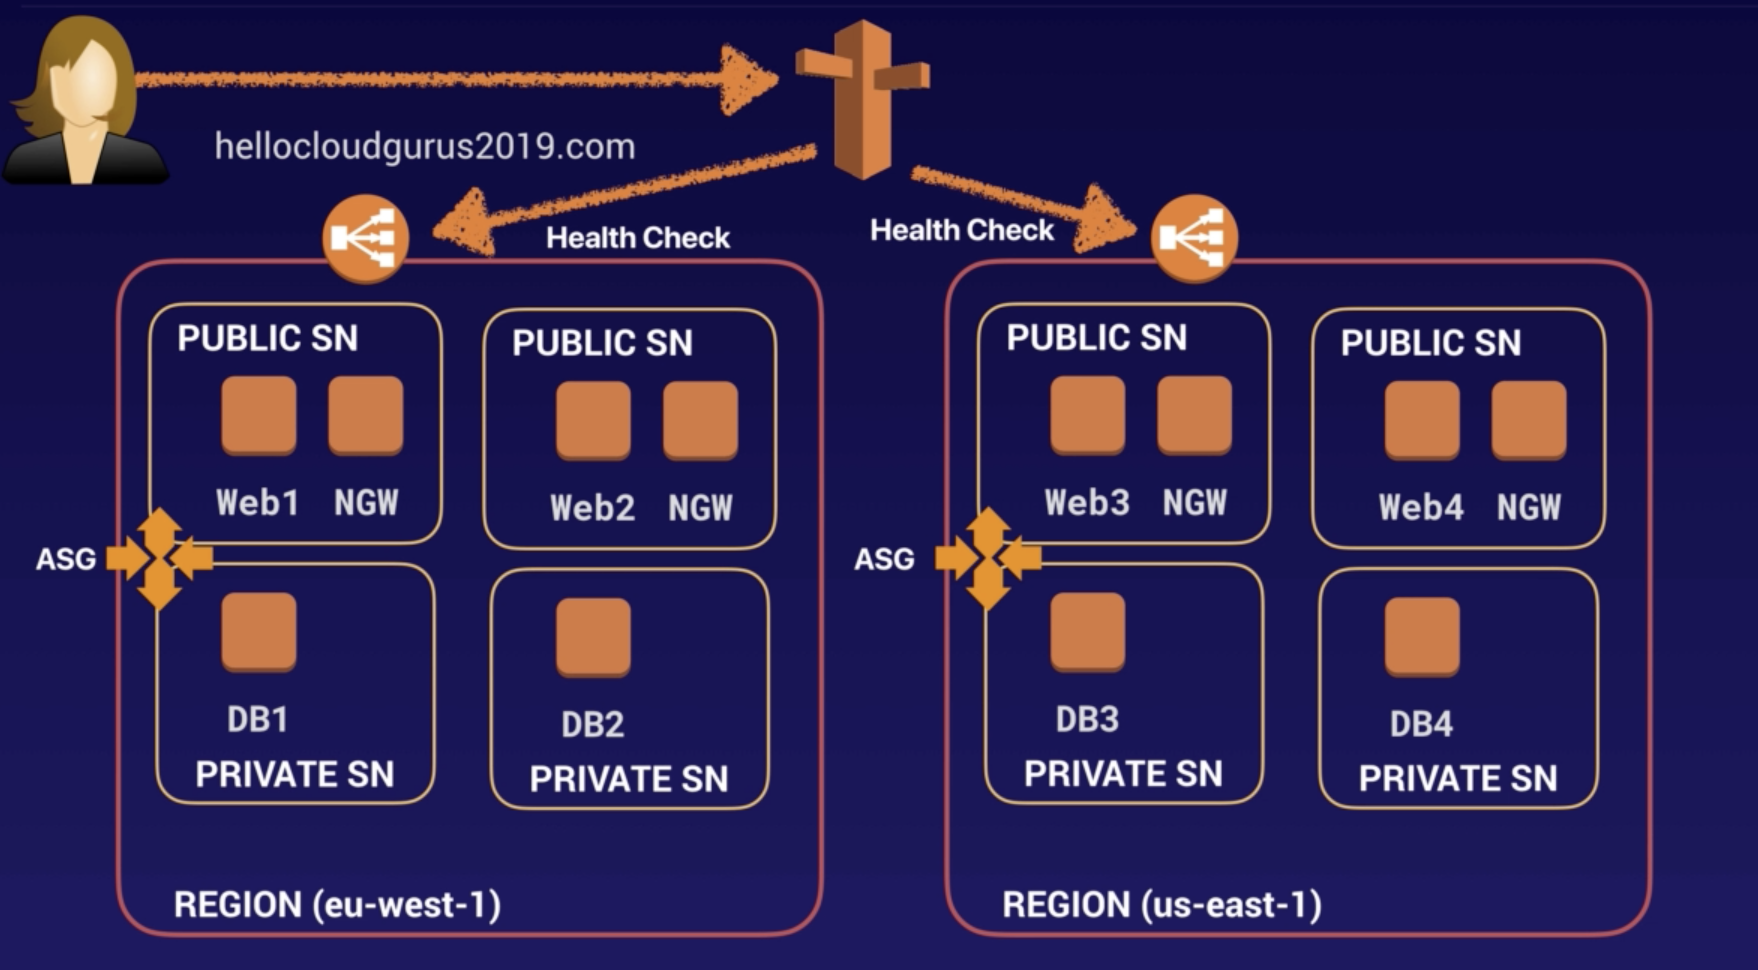 hellocloudgurus2019.com
Health Check
Health Check
PUBLIC SN
PUBLIC SN
Web1 NGW
Web2 NGW
ASG
DB1
DB2
PRIVATE SN
PRIVATE SN
REGION (eu-west-1)
PUBLIC SN
PUBLIC SN
Web3 NGW
Web4 NGW
ASG
DB3
DB4
PRIVATE SN
PRIVATE SN
REGION (us-east-1)